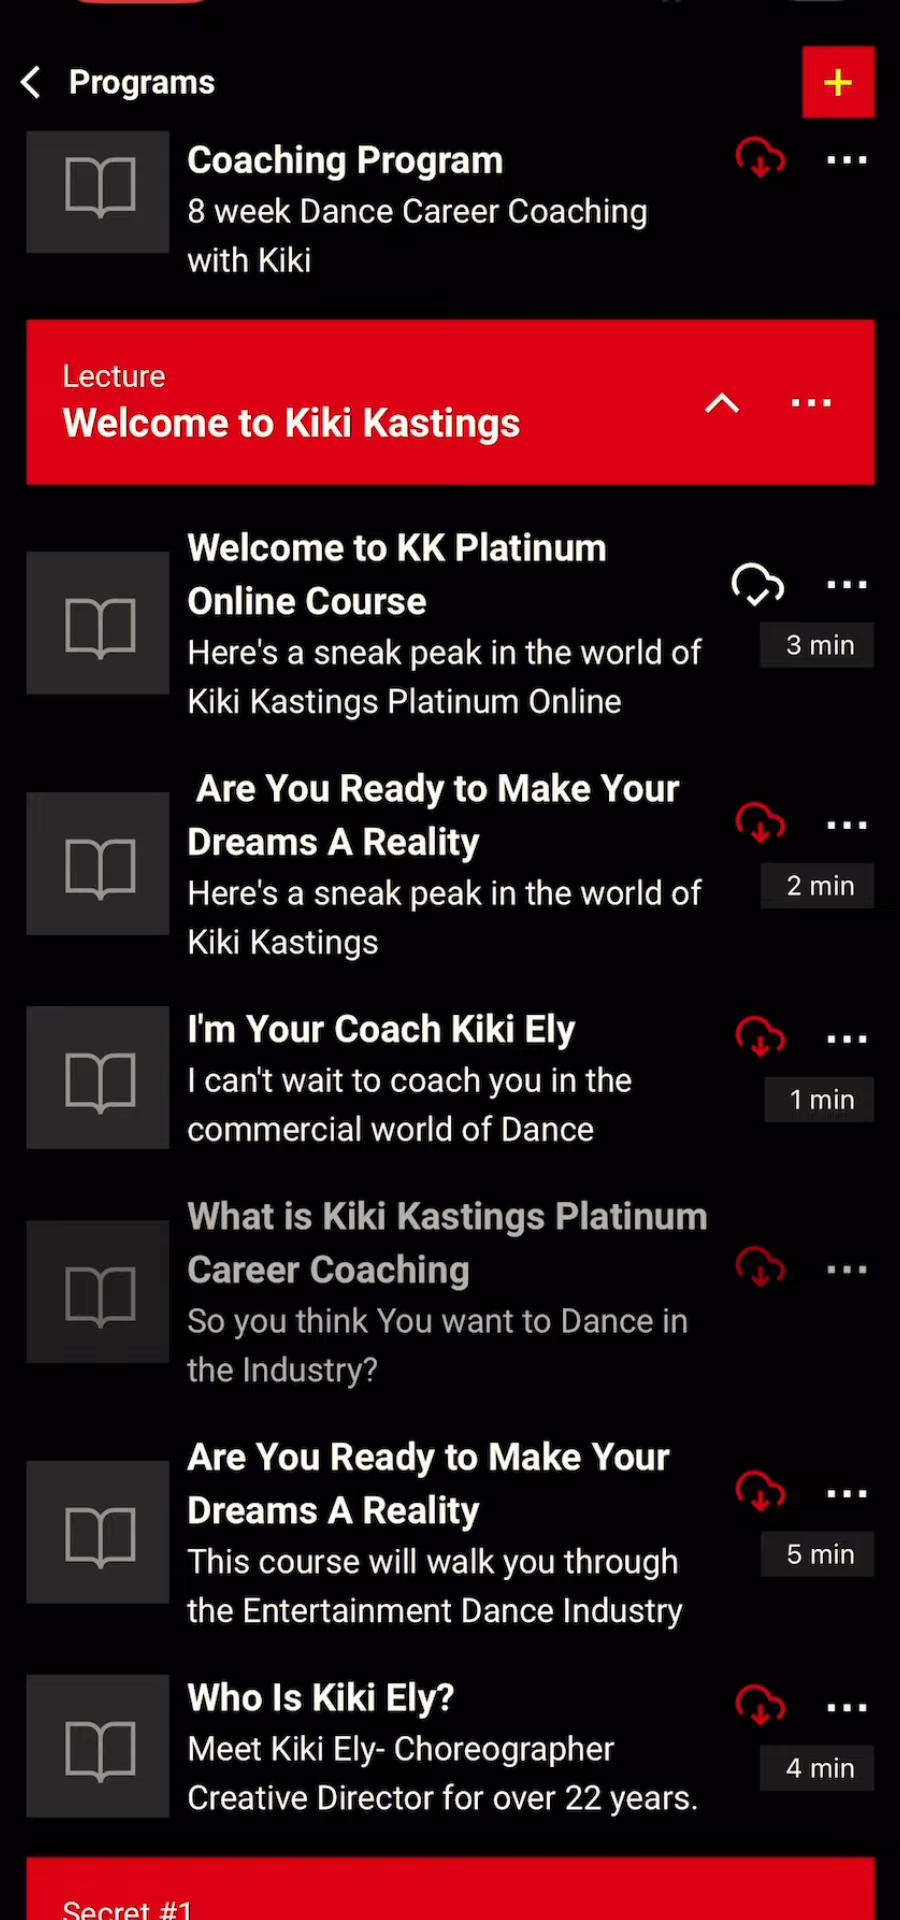 Programs
+
Coaching Program
8 week Dance Career Coaching
with Kiki
Lecture
Welcome to Kiki Kastings
Welcome to KK Platinum
Online Course
3 min
Here's a sneak peak in the world of
Kiki Kastings Platinum Online
Are You Ready to Make Your
Dreams A Reality
2 min
Here's a sneak peak in the world of
Kiki Kastings
I'm Your Coach Kiki Ely
1 min
I can't wait to coach you in the
commercial world of Dance
What is Kiki Kastings Platinum
Career Coaching
So you think You want to Dance in
the Industry?
Are You Ready to Make Your
Dreams A Reality
5 min
This course will walk you through
the Entertainment Dance Industry
Who Is Kiki Ely?
4 min
Meet Kiki Ely- Choreographer
Creative Director for over 22 years.
Secret #1